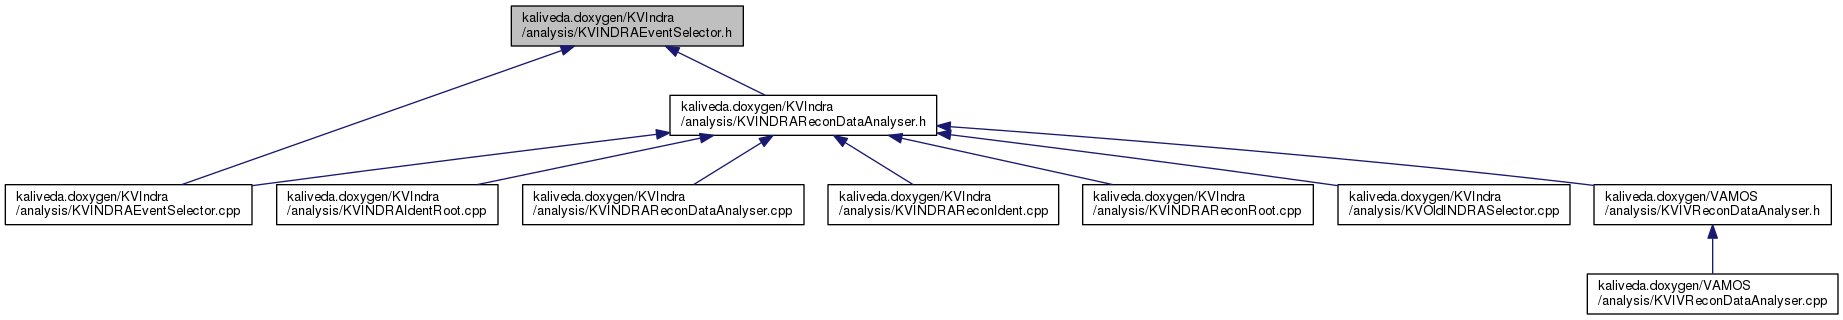 kaliveda.doxygen/KVIndra
/analysis/KVINDRAEventSelector.h
kaliveda.doxygen/KVIndra
/analysis/KVINDRAReconDataAnalyser.h
kaliveda.doxygen/KVIndra
/analysis/KVINDRAEventSelector.cpp
kaliveda.doxygen/KVIndra
/analysis/KVINDRAIdentRoot.cpp
kaliveda.doxygen/KVIndra
/analysis/KVINDRAReconDataAnalyser.cpp
kaliveda.doxygen/KVIndra
/analysis/KVINDRAReconIdent.cpp
kaliveda.doxygen/KVIndra
/analysis/KVINDRAReconRoot.cpp
kaliveda.doxygen/KVIndra
/analysis/KVOldINDRASelector.cpp
kaliveda.doxygen/VAMOS
/analysis/KVIVReconDataAnalyser.h
kaliveda.doxygen/VAMOS
/analysis/KVIVReconDataAnalyser.cpp